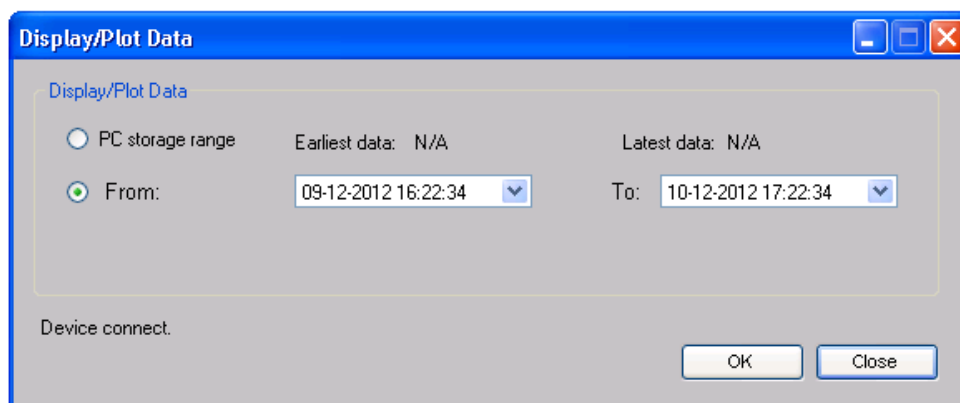 Display/Plot Data
Display/Plot Data
PC storage range Earliest data: N/A Latest data: N/A
From: 09-12-2012 16:22:34 To: 10-12-2012 17:22:34
Device connect.
OK Close